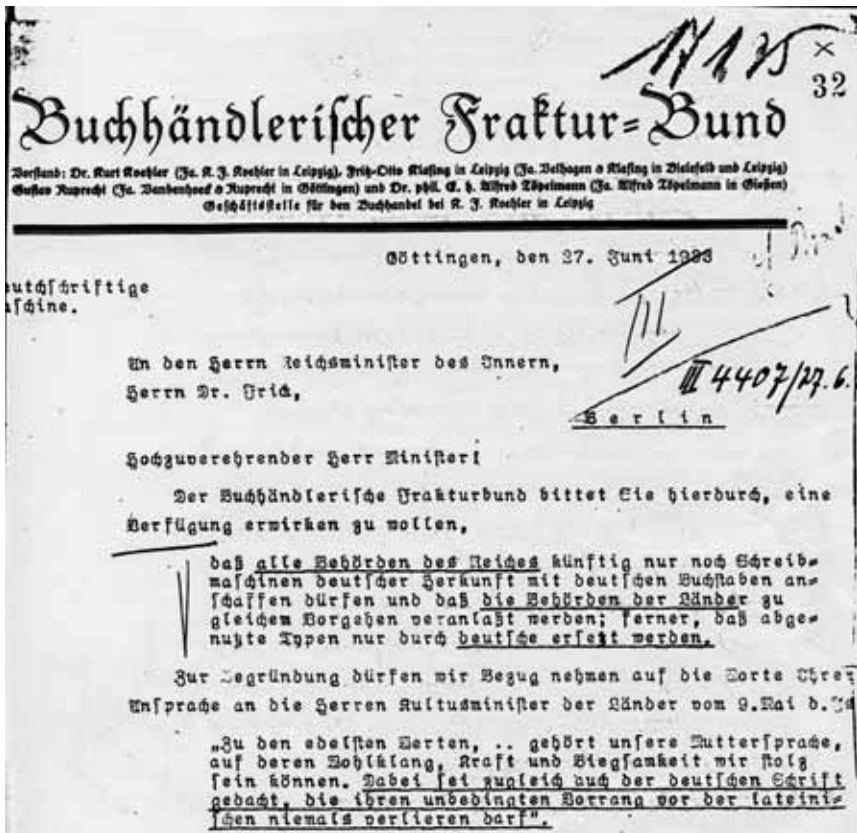 17 1 35 ×
32
Buchhändlerischer Fraktur-Bund
Vorstand: Dr. Kurt Koehler (Fa. K. F. Koehler in Leipzig), Fritz-Otto Klasing in Leipzig (Fa. Velhagen & Klasing in Bielefeld und Leipzig)
Gustav Ruprecht (Fa. Vandenhoeck & Ruprecht in Göttingen) und Dr. phil. E. h. Alfred Töpelmann (Fa. Alfred Töpelmann in Gießen)
Geschäftsstelle für den Buchhandel bei K. F. Koehler in Leipzig
Göttingen, den 27. Juni 1933
eutschschriftige
aschine.
III
An den Herrn Reichsminister des Innern,
Herrn Dr. Frick,
III 4407/27.6.
Berlin
Hochzuverehrender Herr Minister!
Der Buchhändlerische Frakturbund bittet Sie hierdurch, eine
Verfügung erwirken zu wollen,
daß alle Behörden des Reiches künftig nur noch Schreib-
maschinen deutscher Herkunft mit deutschen Buchstaben an-
schaffen dürfen und daß die Behörden der Länder zu
gleichem Vorgehen veranlaßt werden; ferner, daß abge-
nutzte Typen nur durch deutsche ersetzt werden.
Zur Begründung dürfen wir Bezug nehmen auf die Worte Ihrer
Ansprache an die Herren Kultusminister der Länder vom 9.Mai d.Js
„Zu den edelsten Werten, .. gehört unsere Muttersprache,
auf deren Wohlklang, Kraft und Biegsamkeit wir stolz
sein können. Dabei sei zugleich auch der deutschen Schrift
gedacht, die ihren unbedingten Vorrang vor der lateini-
schen niemals verlieren darf".